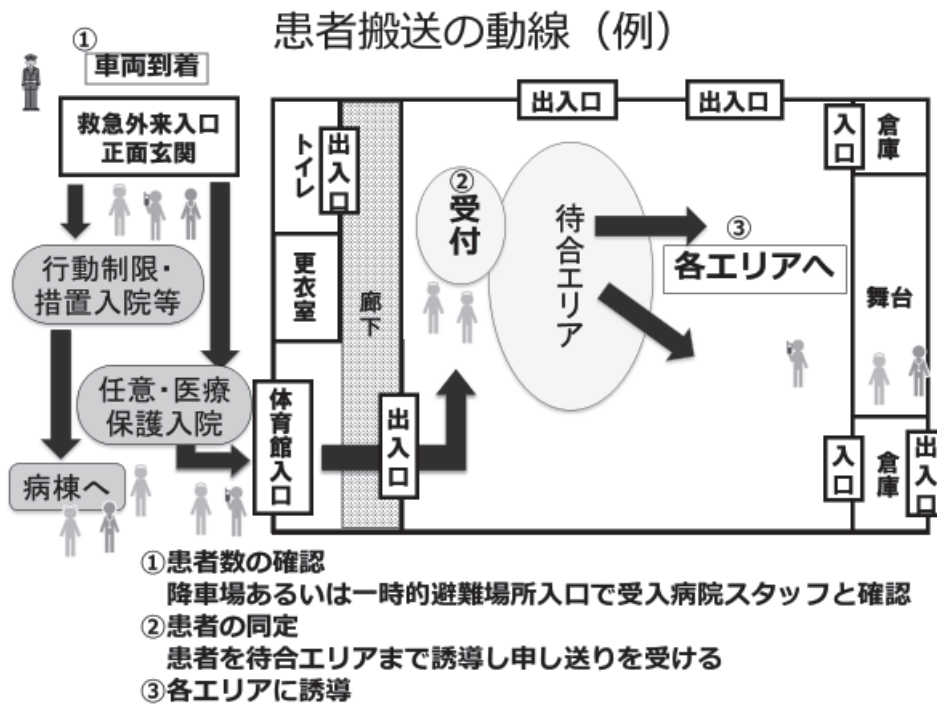 患者搬送の動線（例）
①
車両到着
救急外来入口
正面玄関
行動制限・
措置入院等
任意・医療
保護入院
病棟へ
体育館入口
トイレ
出入口
更衣室
廊下
出入口
②
受付
待合エリア
③
各エリアへ
出入口
出入口
入口
倉庫
舞台
入口
倉庫
出入口
①患者数の確認
降車場あるいは一時的避難場所入口で受入病院スタッフと確認
②患者の同定
患者を待合エリアまで誘導し申し送りを受ける
③各エリアに誘導